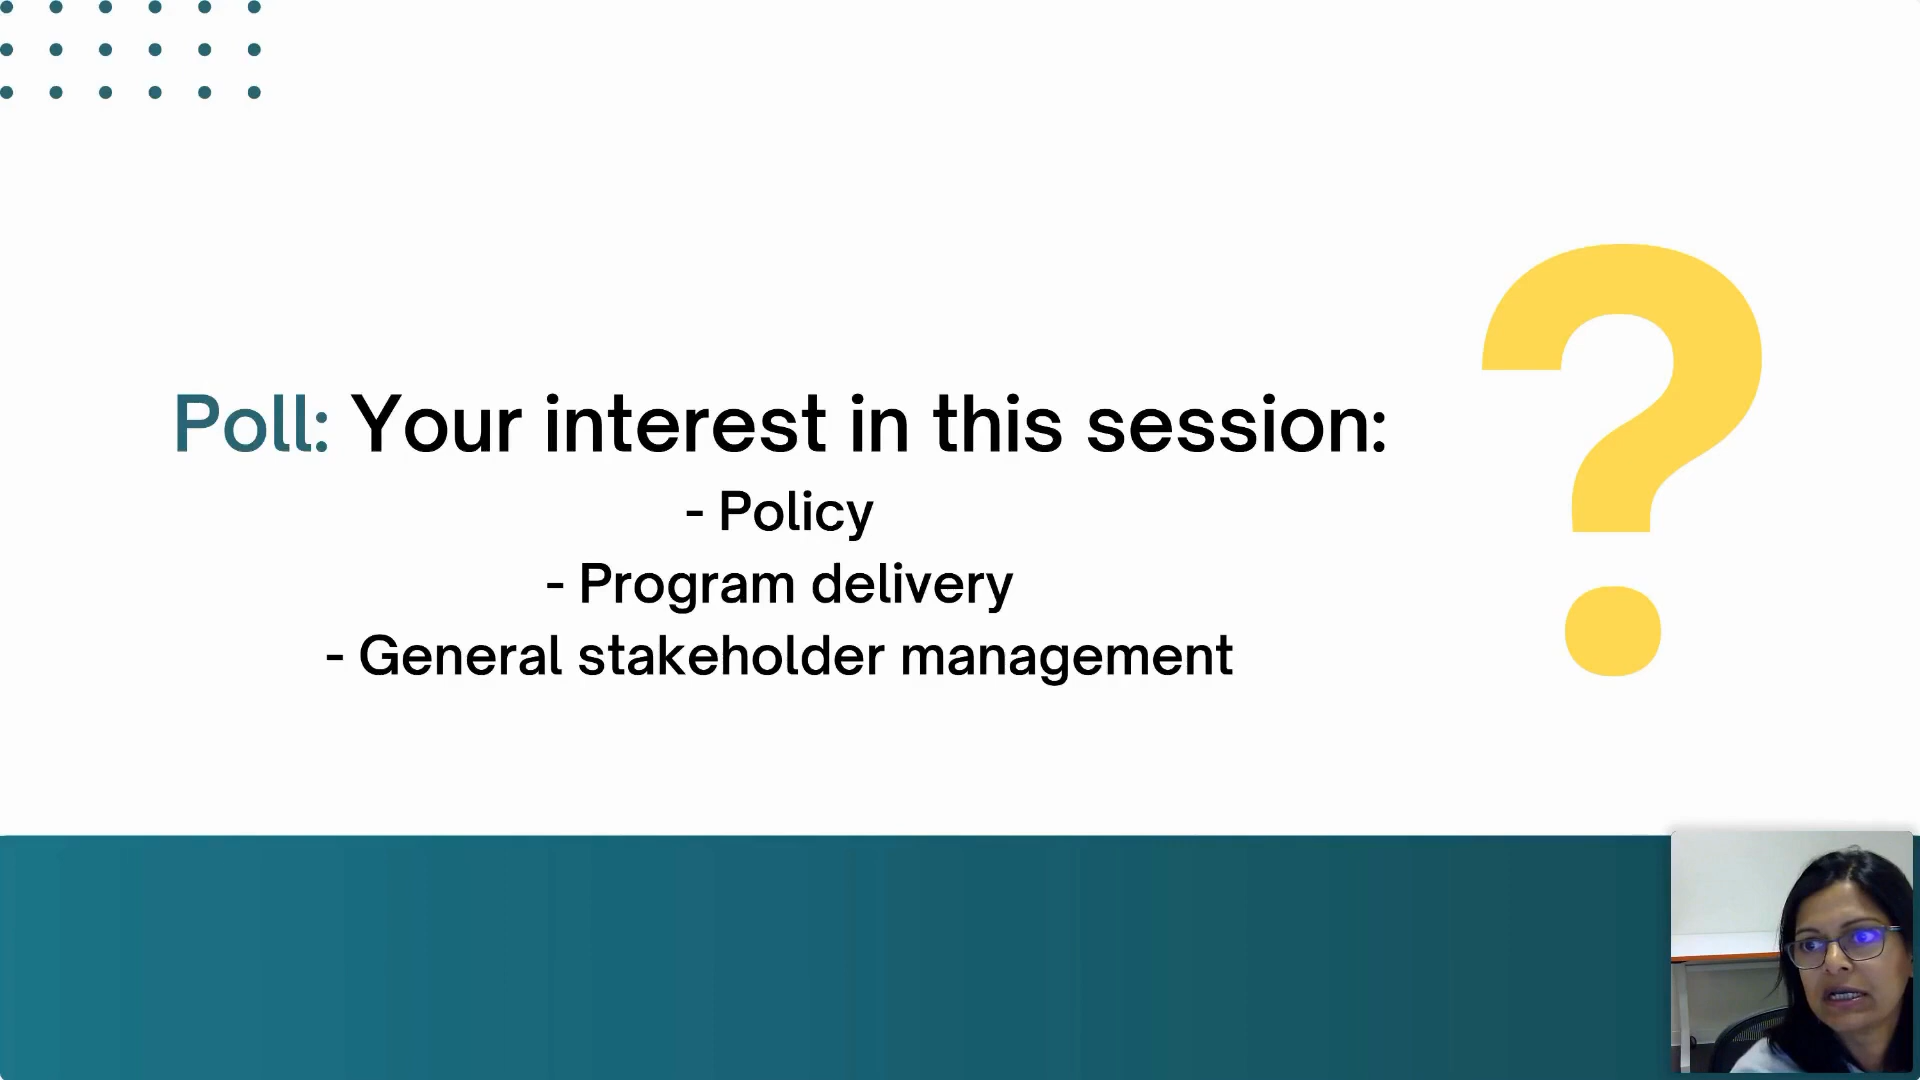 Poll: Your interest in this session:
- Policy
- Program delivery
- General stakeholder management
?